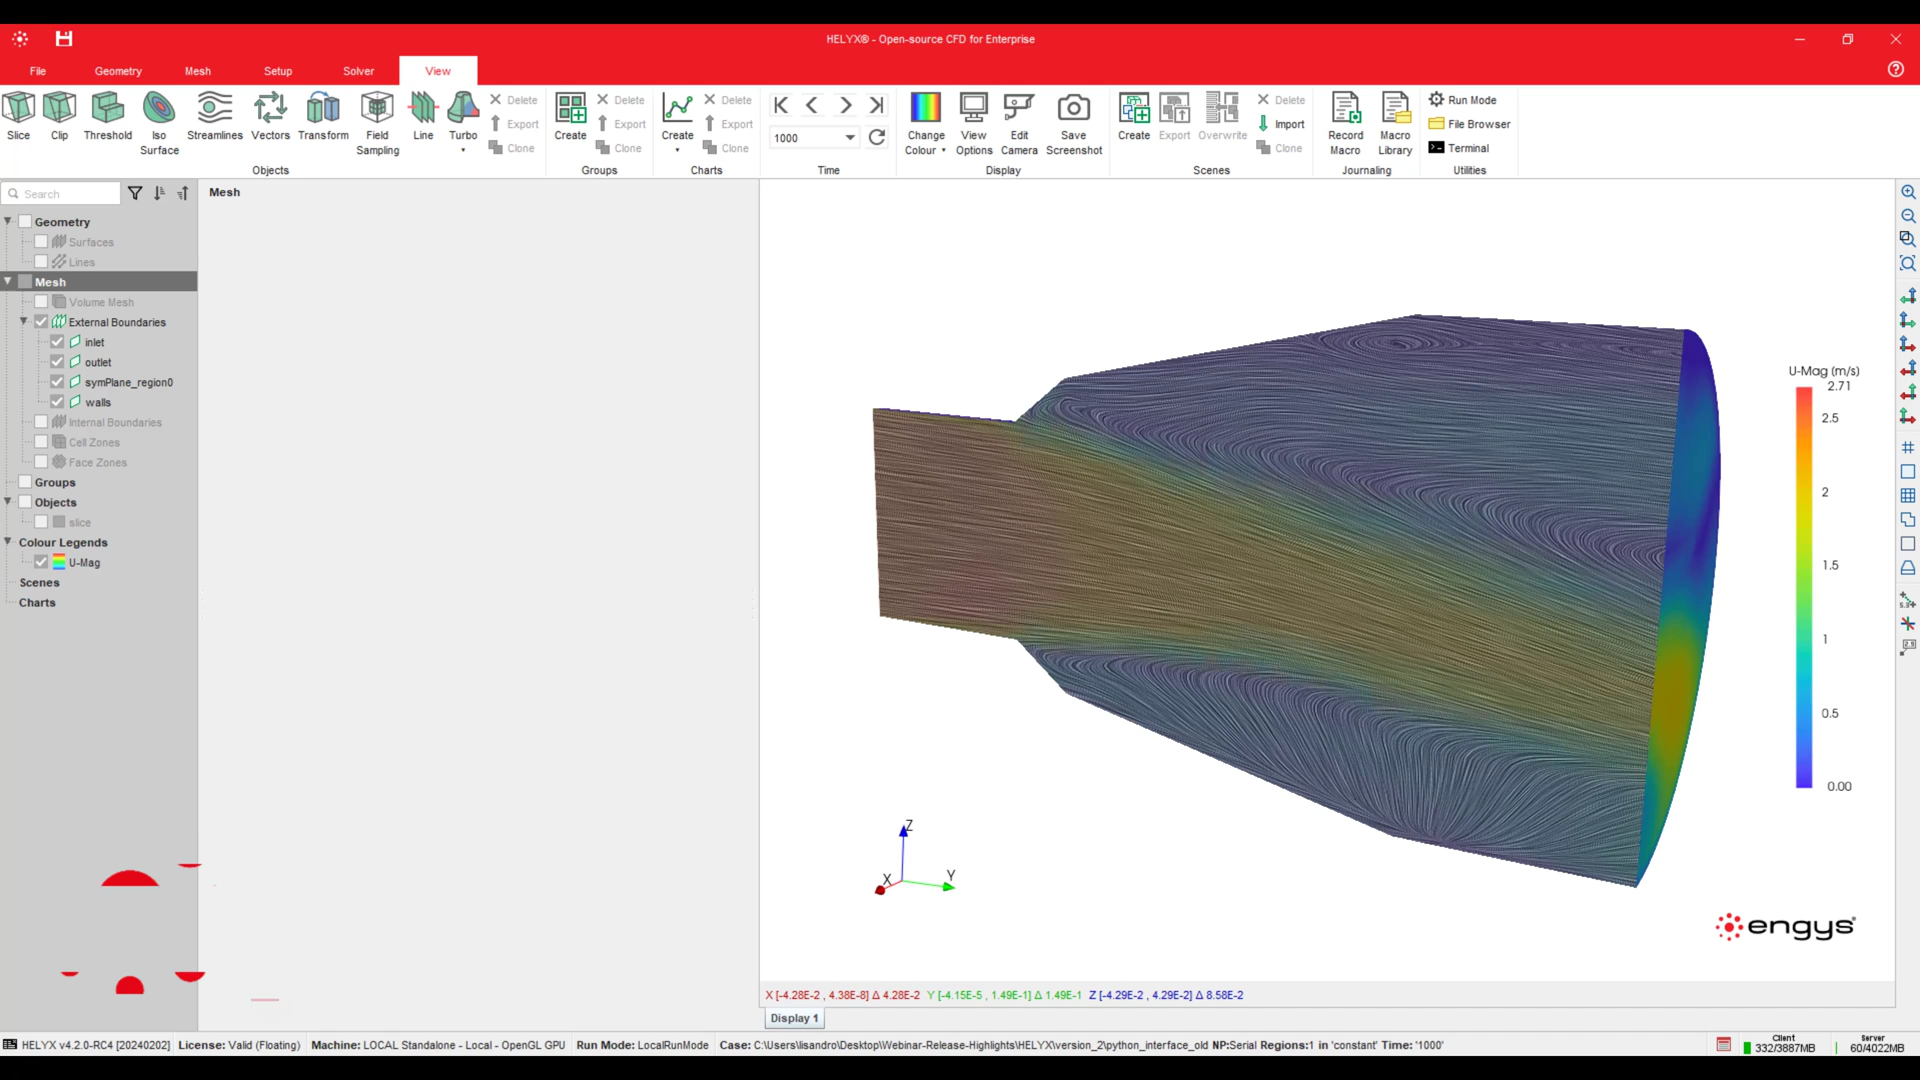 HELYX® - Open-source CFD for Enterprise
File Geometry Mesh Setup Solver View
Slice Clip Threshold Iso Surface Streamlines Vectors Transform Field Sampling Line Turbo
Delete
Export
Clone
Objects
Create
Delete
Export
Clone
Groups
Create
Delete
Export
Clone
Charts
1000
Time
Change Colour View Options Edit Camera Save Screenshot
Display
Create Export Overwrite
Delete
Import
Clone
Scenes
Record Macro Macro Library
Journaling
Run Mode
File Browser
Terminal
Utilities
Search
Mesh
Geometry
Surfaces
Lines
Mesh
Volume Mesh
External Boundaries
inlet
outlet
symPlane_region0
walls
Internal Boundaries
Cell Zones
Face Zones
Groups
Objects
slice
Colour Legends
U-Mag
Scenes
Charts
U-Mag (m/s)
2.71
2.5
2
1.5
1
0.5
0.00
Z
X
Y
engys
X [-4.28E-2 , 4.38E-8] Δ 4.28E-2 Y [-4.15E-5 , 1.49E-1] Δ 1.49E-1 Z [-4.29E-2 , 4.29E-2] Δ 8.58E-2
Display 1
HELYX v4.2.0-RC4 [20240202] License: Valid (Floating) Machine: LOCAL Standalone - Local - OpenGL GPU Run Mode: LocalRunMode Case: C:\Users\lisandro\Desktop\Webinar-Release-Highlights\HELYX\version_2\python_interface_old NP:Serial Regions:1 in 'constant' Time: '1000'
Client
332/3887MB
Server
60/4022MB